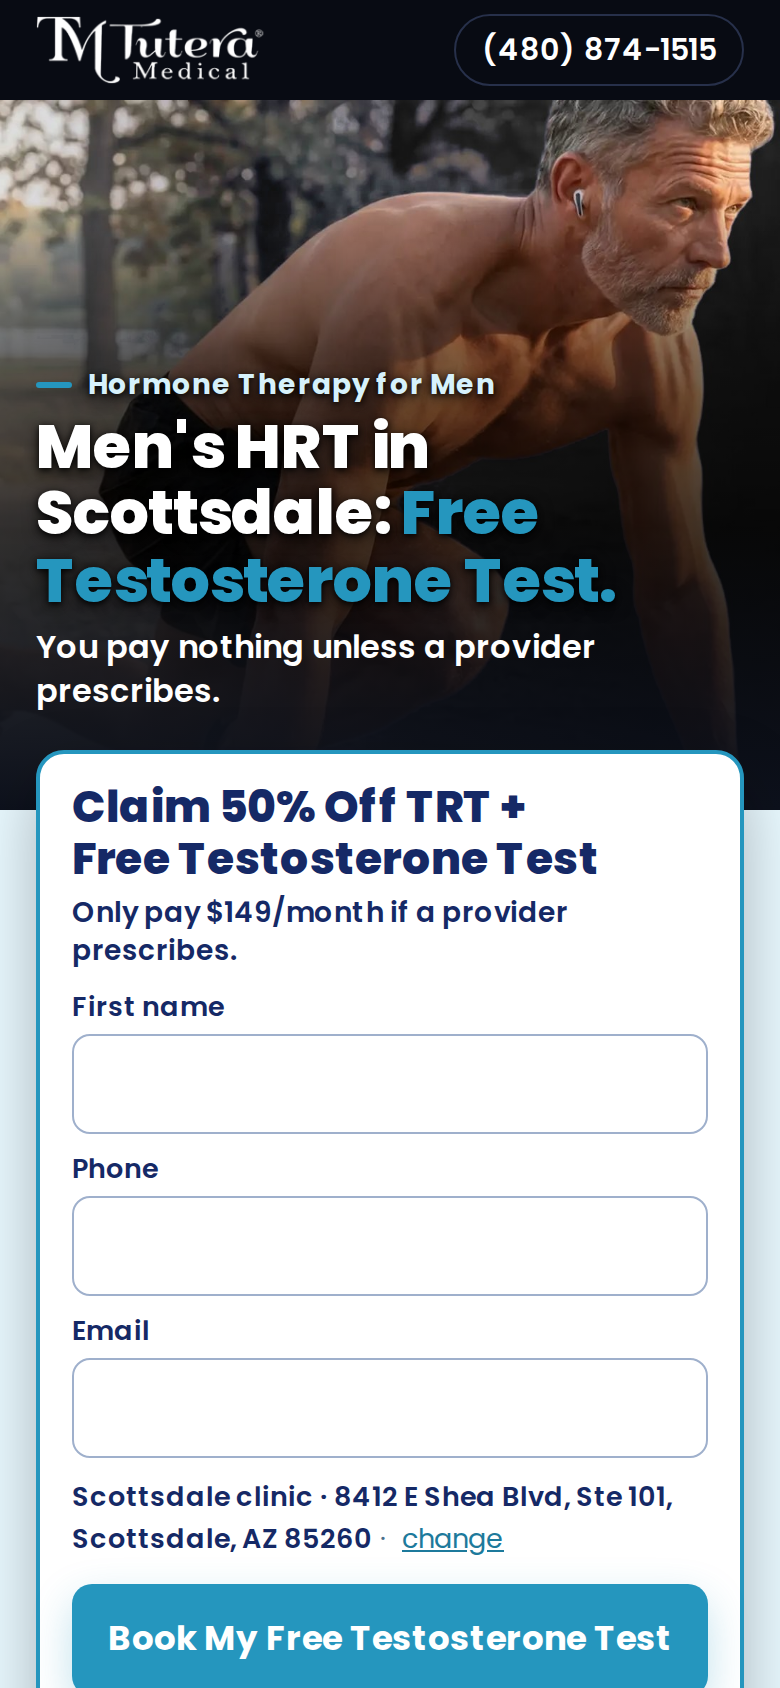 TM Tutera®
Medical
(480) 874-1515
Hormone Therapy for Men
Men's HRT in
Scottsdale: Free
Testosterone Test.
You pay nothing unless a provider
prescribes.
Claim 50% Off TRT +
Free Testosterone Test
Only pay $149/month if a provider
prescribes.
First name
Phone
Email
Scottsdale clinic · 8412 E Shea Blvd, Ste 101,
Scottsdale, AZ 85260 · change
Book My Free Testosterone Test